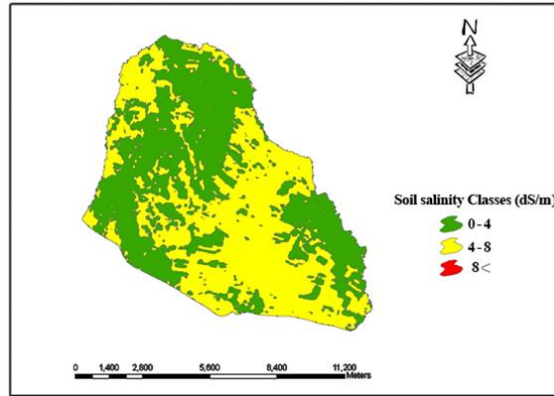 N
Soil salinity Classes (dS/m)
0-4
4-8
8<
0 1,400 2,800 5,600 8,400 11,200
Meters